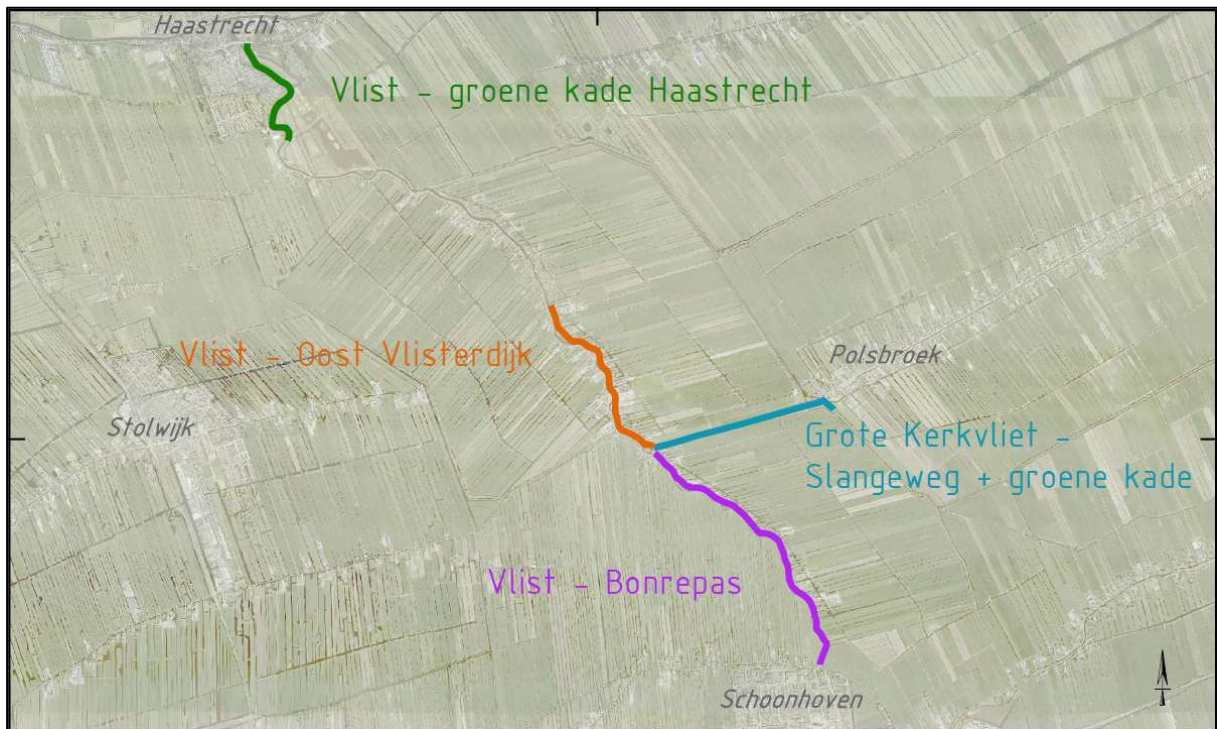 Haastrecht
Vlist - groene kade Haastrecht
Vlist - Oost Vlisterdijk
Polsbroek
Stolwijk
Grote Kerkvliet -
Slangeweg + groene kade
Vlist - Bonrepas
Schoonhoven